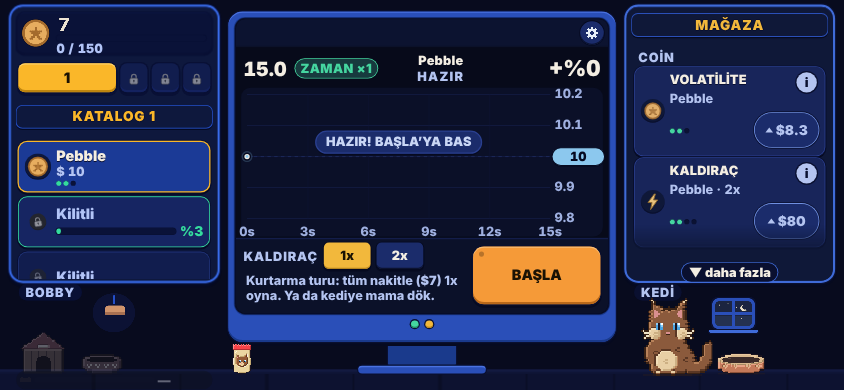 7
0 / 150
1
KATALOG 1
Pebble
$ 10
Kilitli
%3
Kilitli
BOBBY
15.0
ZAMAN ×1
Pebble
HAZIR
+%0
10.2
10.1
HAZIR! BAŞLA'YA BAS
10
9.9
9.8
0s
3s
6s
9s
12s
15s
KALDIRAÇ
1x
2x
BAŞLA
Kurtarma turu: tüm nakitle ($7) 1x
oyna. Ya da kediye mama dök.
MAĞAZA
COİN
VOLATİLİTE
i
Pebble
$8.3
KALDIRAÇ
i
Pebble · 2x
$80
▼ daha fazla
KEDİ